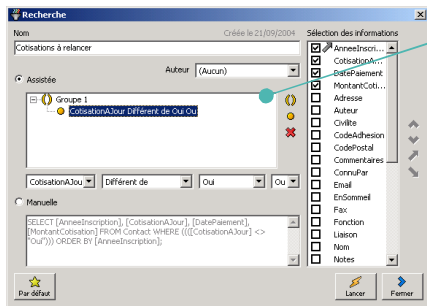 Recherche
Nom
Créée le 21/09/2004
Cotisations à relancer
Auteur
(Aucun)
Assistée
Groupe 1
CotisationAJour Différent de Oui Ou
CotisationAJou
Différent de
Oui
Ou
Manuelle
SELECT [AnneeInscription], [CotisationAJour], [DatePaiement],
[MontantCotisation] FROM Contact WHERE ((([CotisationAJour] <>
"Oui"))) ORDER BY [AnneeInscription];
Sélection des informations
AnneeInscri...
CotisationA...
DatePaiement
MontantCoti...
Adresse
Auteur
Civilite
CodeAdhesion
CodePostal
Commentaires
ConnuPar
Email
EnSommeil
Fax
Fonction
Liaison
Nom
Notes
Par défaut
Lancer
Fermer